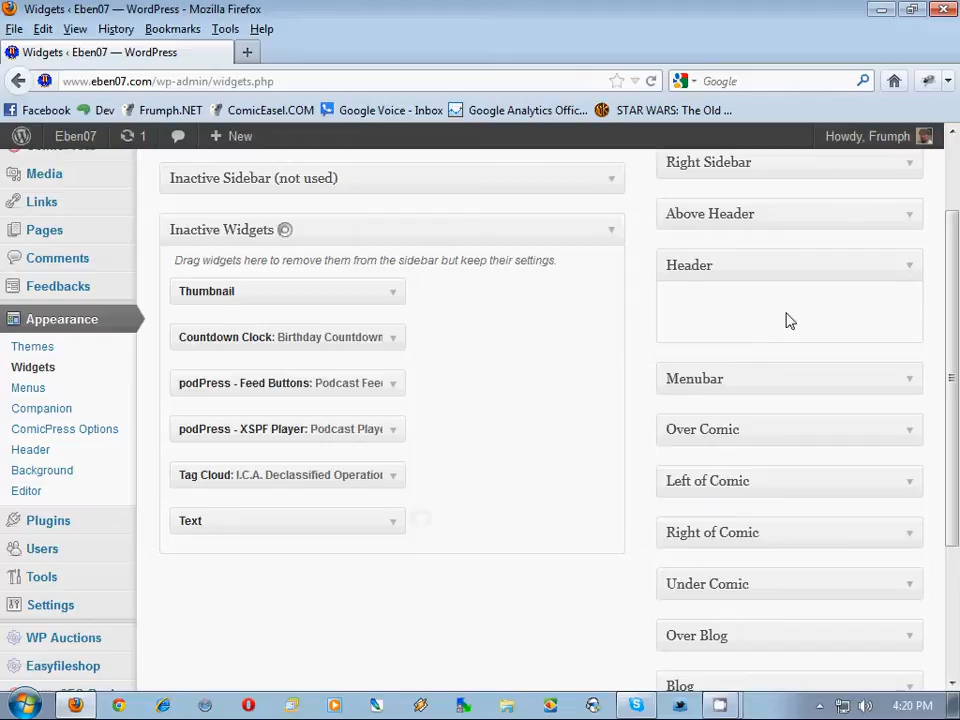 Widgets ‹ Eben07 — WordPress - Mozilla Firefox
File Edit View History Bookmarks Tools Help
Widgets ‹ Eben07 — WordPress
www.eben07.com/wp-admin/widgets.php
Google
Facebook Dev Frumph.NET ComicEasel.COM Google Voice - Inbox Google Analytics Offic... STAR WARS: The Old ...
Eben07 1 New Howdy, Frumph
Media
Links
Pages
Comments
Feedbacks
Appearance
Themes
Widgets
Menus
Companion
ComicPress Options
Header
Background
Editor
Plugins
Users
Tools
Settings
WP Auctions
Easyfileshop
Inactive Sidebar (not used)
Inactive Widgets
Drag widgets here to remove them from the sidebar but keep their settings.
Thumbnail
Countdown Clock: Birthday Countdown
podPress - Feed Buttons: Podcast Fee
podPress - XSPF Player: Podcast Playe
Tag Cloud: I.C.A. Declassified Operation
Text
Right Sidebar
Above Header
Header
Menubar
Over Comic
Left of Comic
Right of Comic
Under Comic
Over Blog
Blog
4:20 PM